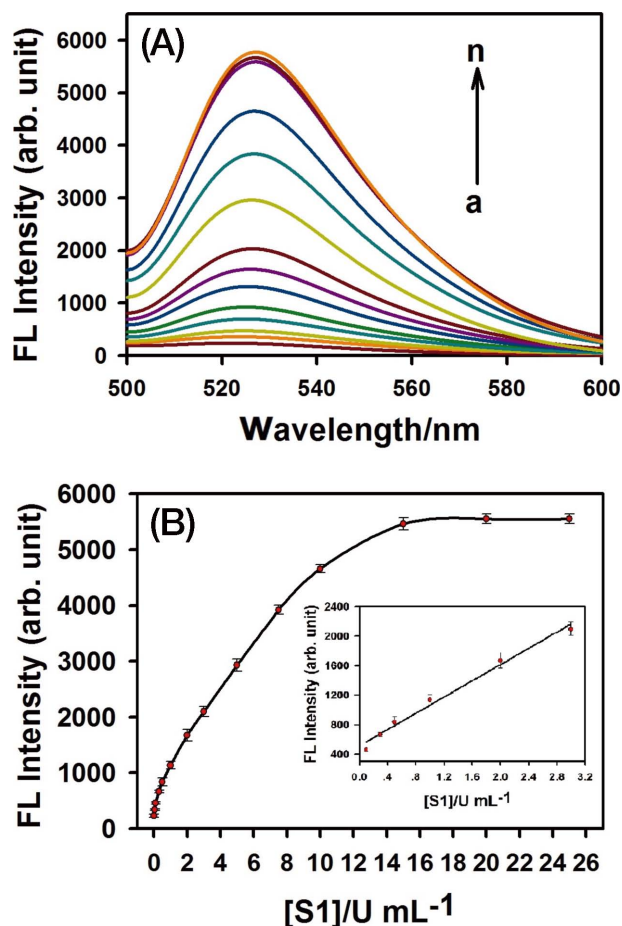 (A)
FL Intensity (arb. unit)
6000
5000
4000
3000
2000
1000
0
n
a
500 520 540 560 580 600
Wavelength/nm
(B)
FL Intensity (arb. unit)
6000
5000
4000
3000
2000
1000
0
FL Intensity (arb. unit)
2400
2000
1600
1200
800
400
0.0 .4 .8 1.2 1.6 2.0 2.4 2.8 3.2
[S1]/U mL-1
0 2 4 6 8 10 12 14 16 18 20 22 24 26
[S1]/U mL-1